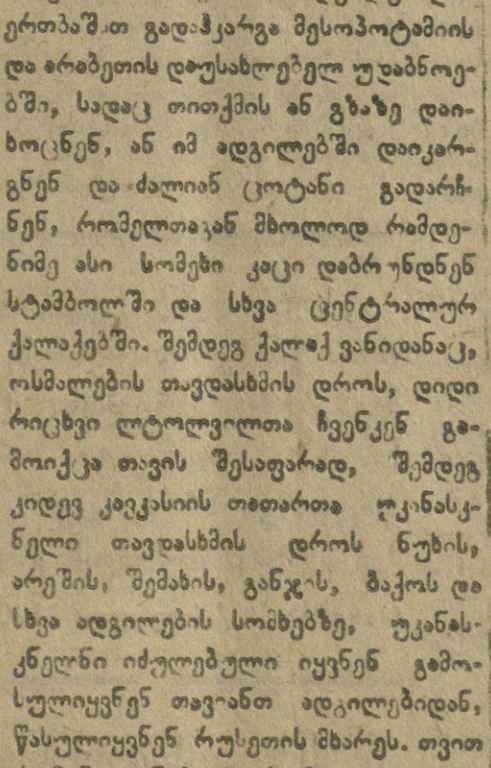 ერთბაშათ გადაჰკარგა მესოპოტამიის
და არაბეთის დაუსახლებელ უდაბნოე-
ბში, სადაც თითქმის ან გზაზე დაი-
ხოცნენ, ან იმ ადგილებში დაიკარ-
გნენ და ძალიან ცოტანი გადარჩ-
ნენ, რომელთაგან მხოლოდ რამდე-
ნიმე ასი სომეხი კაცი დაბრუნდნენ
სტამბოლში და სხვა ცენტრალურ
ქალაქებში. შემდეგ ქალაქ ვანიდანაც,
ოსმალების თავდასხმის დროს, დიდი
რიცხვი ლტოლვილთა ჩვენკენ გა-
მოიქცა თავის შესაფარად, შემდეგ
კიდევ კავკასიის თათართა უკანასკ-
ნელი თავდასხმის დროს ნუხის,
არეშის, შემახის, განჯის, ბაქოს და
სხვა ადგილების სომხებზე, უკანას-
კნელნი იძულებული იყვნენ გამო-
სულიყვნენ თავიანთ ადგილებიდან,
წასულიყვნენ რუსეთის მხარეს. თვით